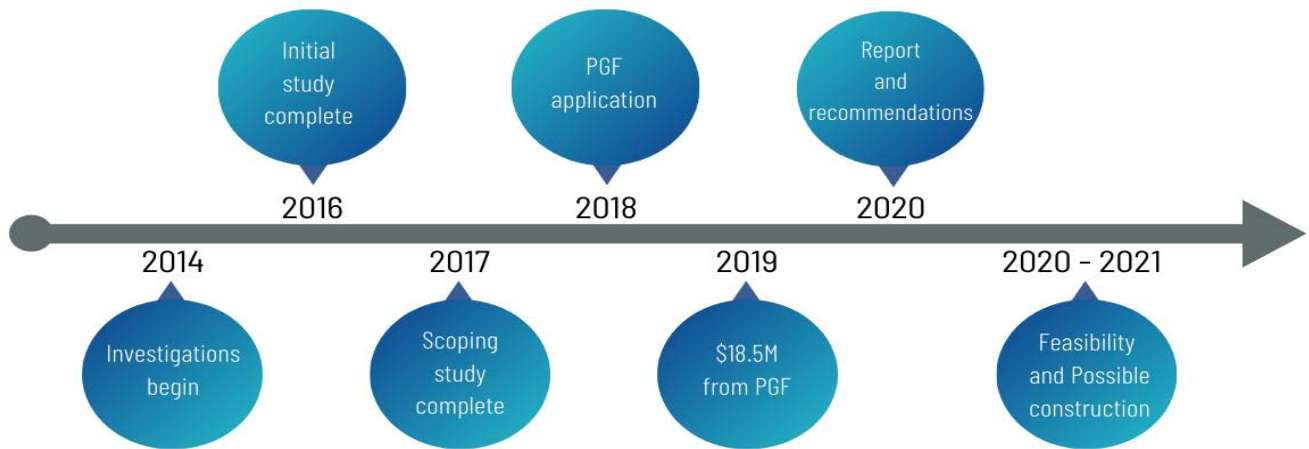 Initial
study
complete
PGF
application
Report
and
recommendations
2016
2018
2020
2014
2017
2019
2020 - 2021
Investigations
begin
Scoping
study
complete
$18.5M
from PGF
Feasibility
and Possible
construction